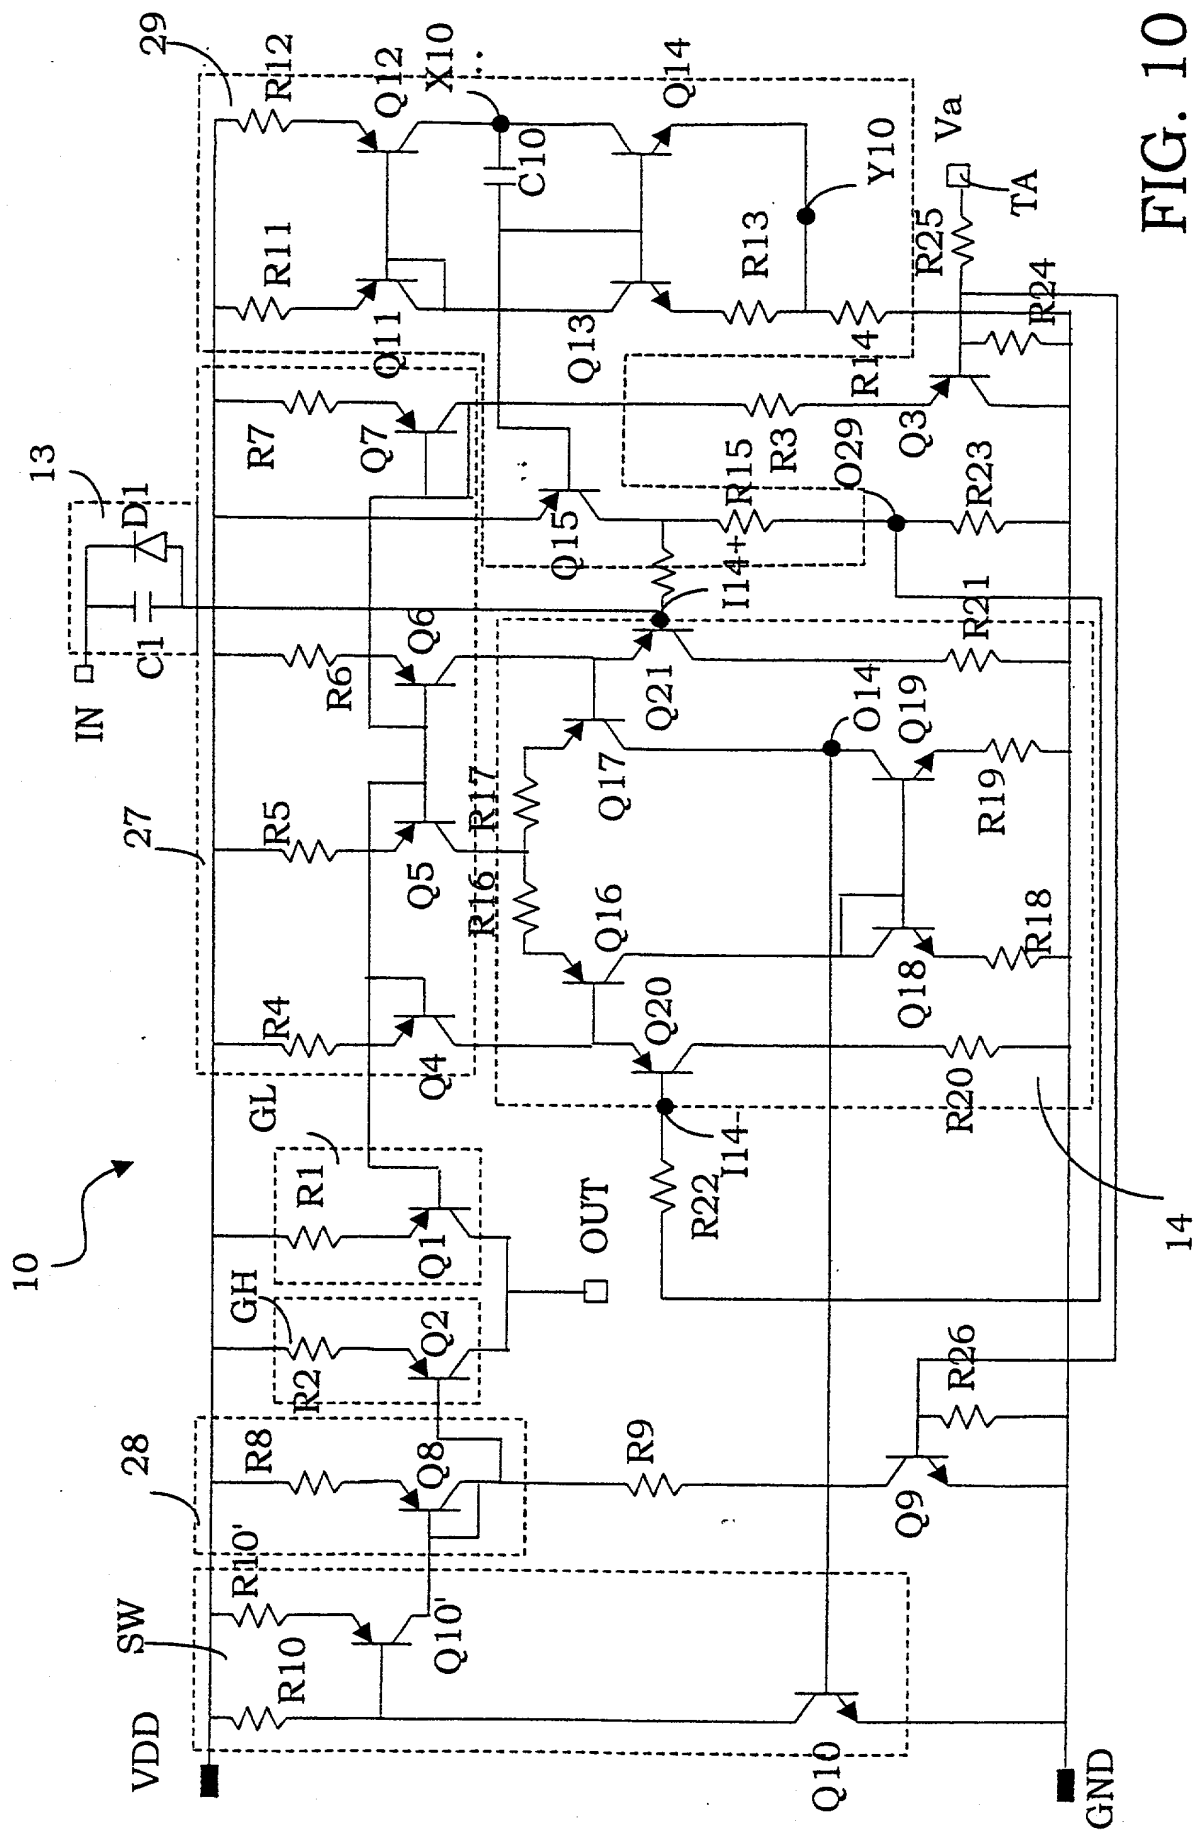 FIG. 10
10
VDD
SW
R10
R10'
Q10'
Q10
28
R8
Q8
R9
Q9
R26
GH
R2
Q2
GL
R1
Q1
OUT
27
R4
Q4
R5
Q5
R6
Q6
R7
Q7
IN
C1
D1
13
29
R11
R12
Q11
Q12
X10
C10
Q13
Q14
R13
Y10
R14
Q15
R15
R3
O29
Q3
R23
R24
R25
Va
TA
I14+
R16
R17
Q16
Q17
Q20
Q21
O14
Q18
Q19
R18
R19
R20
R21
I14-
R22
14
GND